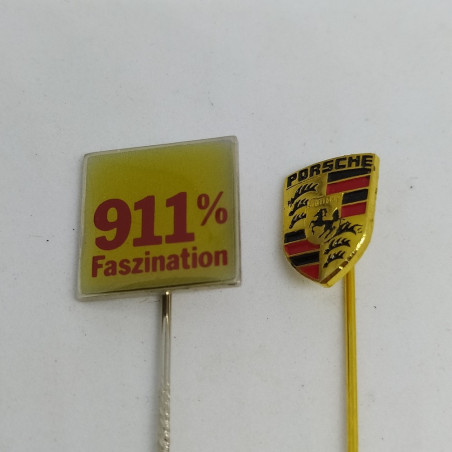 911%
Faszination
PORSCHE